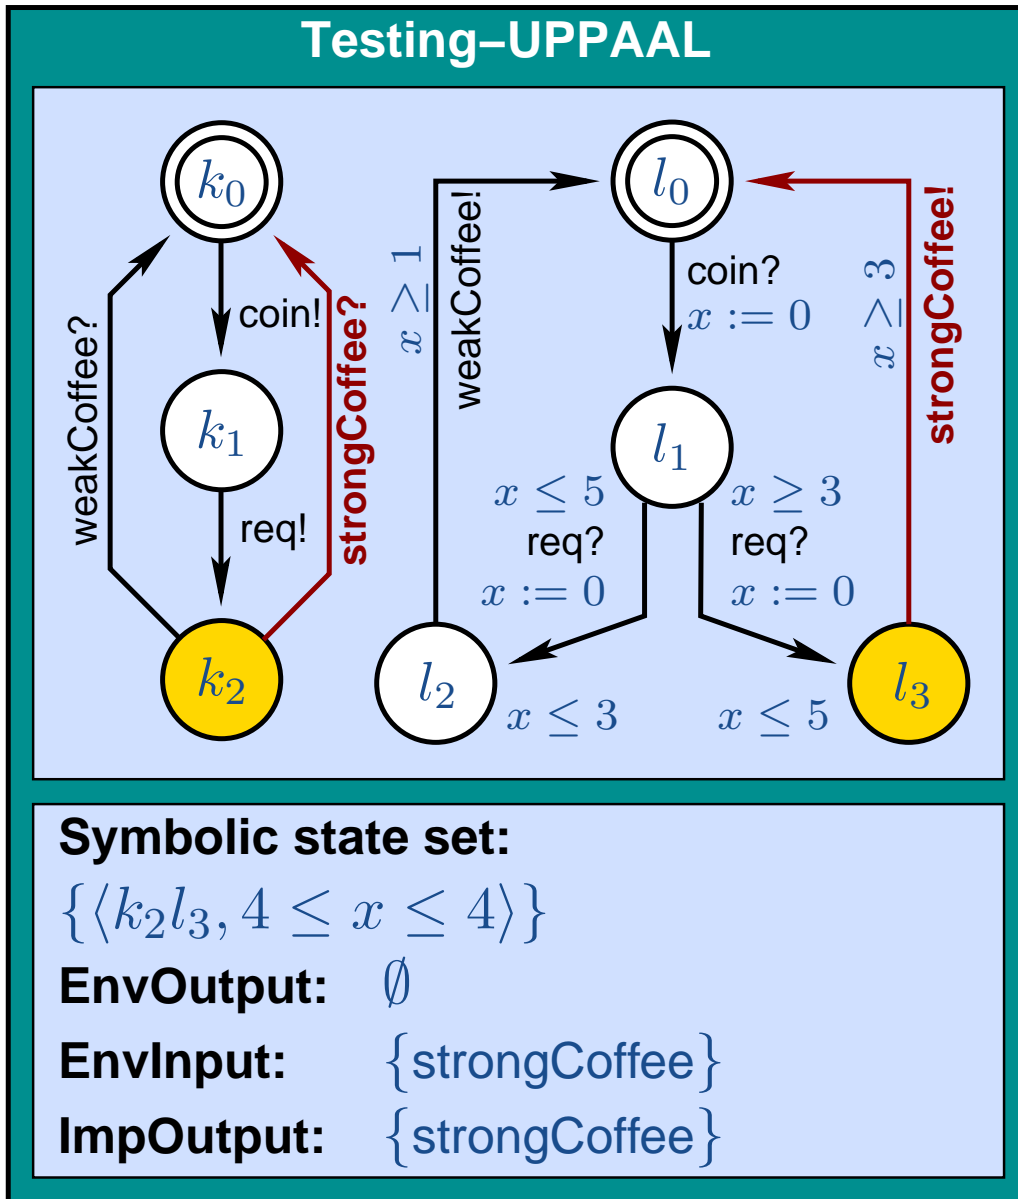 Testing–UPPAAL
k₀
coin!
k₁
req!
k₂
weakCoffee?
strongCoffee?
l₀
coin?
x := 0
l₁
x ≤ 5
req?
x := 0
x ≥ 3
req?
x := 0
l₂
x ≤ 3
x ≥ 1
weakCoffee!
l₃
x ≤ 5
x ≥ 3
strongCoffee!
Symbolic state set:
{⟨k₂l₃, 4 ≤ x ≤ 4⟩}
EnvOutput: ∅
EnvInput: {strongCoffee}
ImpOutput: {strongCoffee}